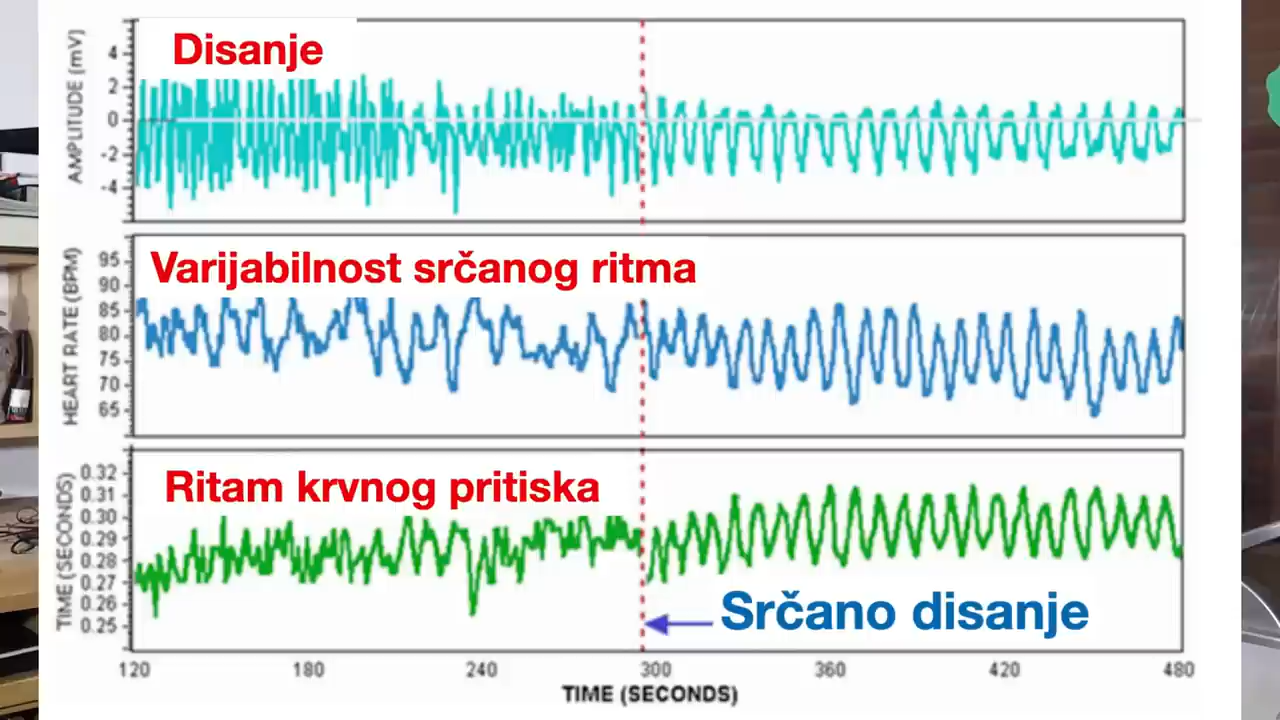 Disanje
AMPLITUDE (mV)
4
2
0
-2
-4
Varijabilnost srčanog ritma
HEART RATE (BPM)
95
90
85
80
75
70
65
Ritam krvnog pritiska
TIME (SECONDS)
0.32
0.31
0.30
0.29
0.28
0.27
0.26
0.25
Srčano disanje
120 180 240 300 360 420 480
TIME (SECONDS)